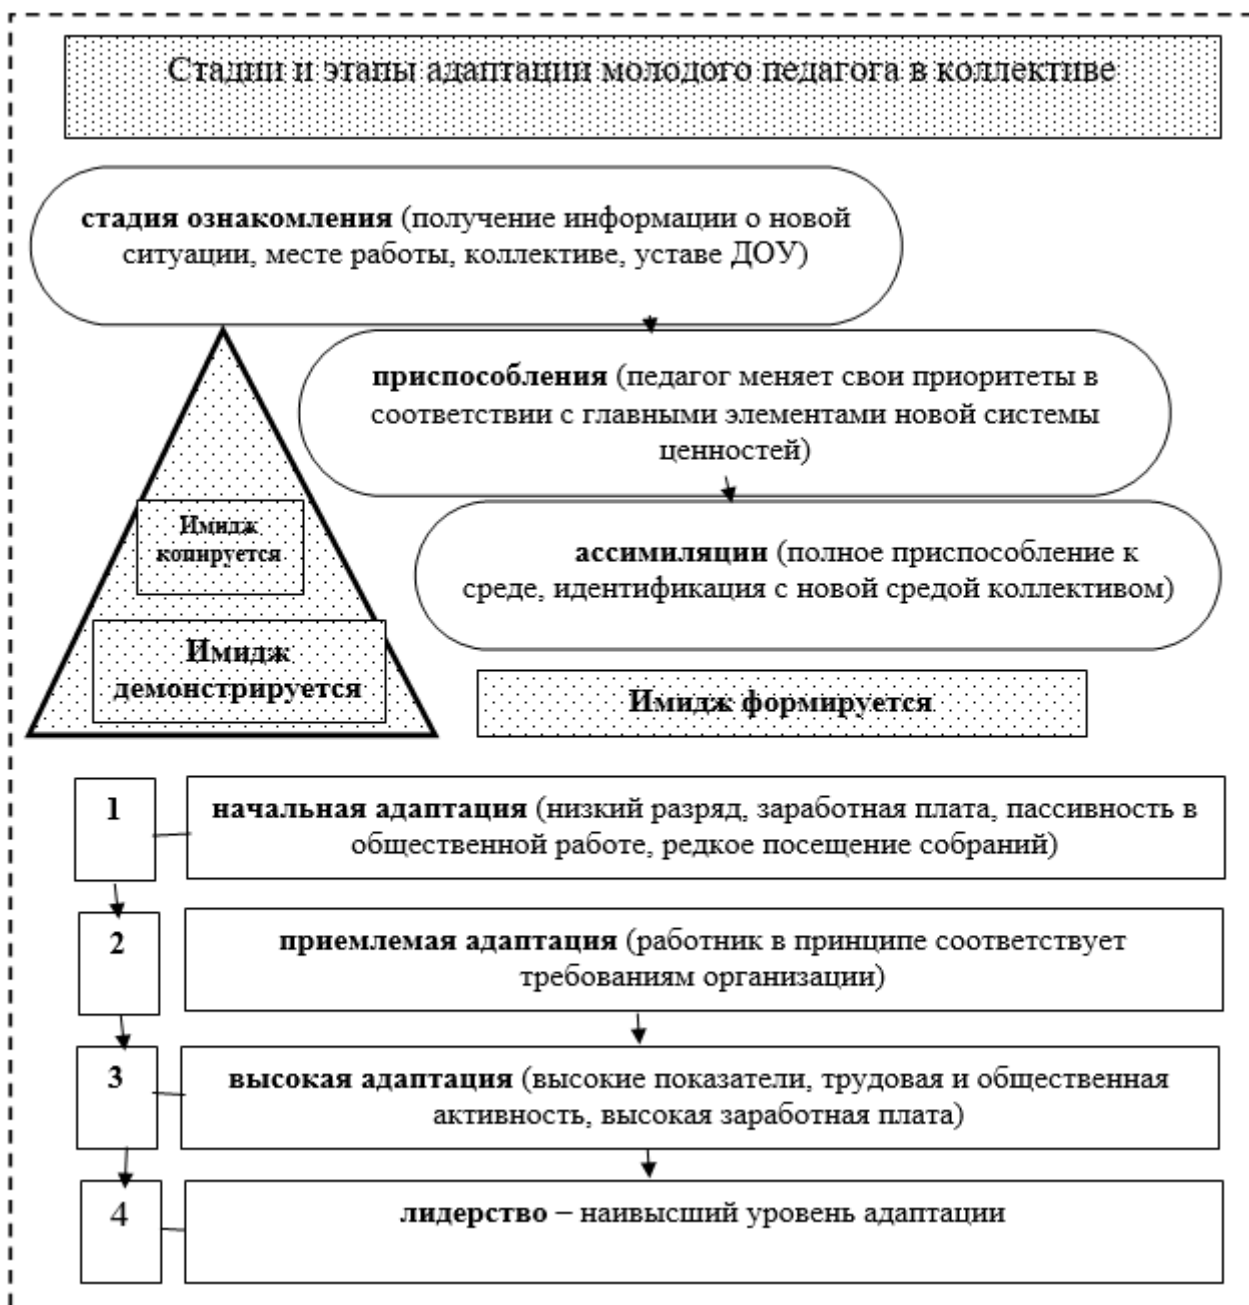 Стадии и этапы адаптации молодого педагога в коллективе
стадия ознакомления (получение информации о новой
ситуации, месте работы, коллективе, уставе ДОУ)
приспособления (педагог меняет свои приоритеты в
соответствии с главными элементами новой системы
ценностей)
Имидж
копируется
ассимиляции (полное приспособление к
среде, идентификация с новой средой коллективом)
Имидж
демонстрируется
Имидж формируется
1
начальная адаптация (низкий разряд, заработная плата, пассивность в
общественной работе, редкое посещение собраний)
2
приемлемая адаптация (работник в принципе соответствует
требованиям организации)
3
высокая адаптация (высокие показатели, трудовая и общественная
активность, высокая заработная плата)
4
лидерство – наивысший уровень адаптации